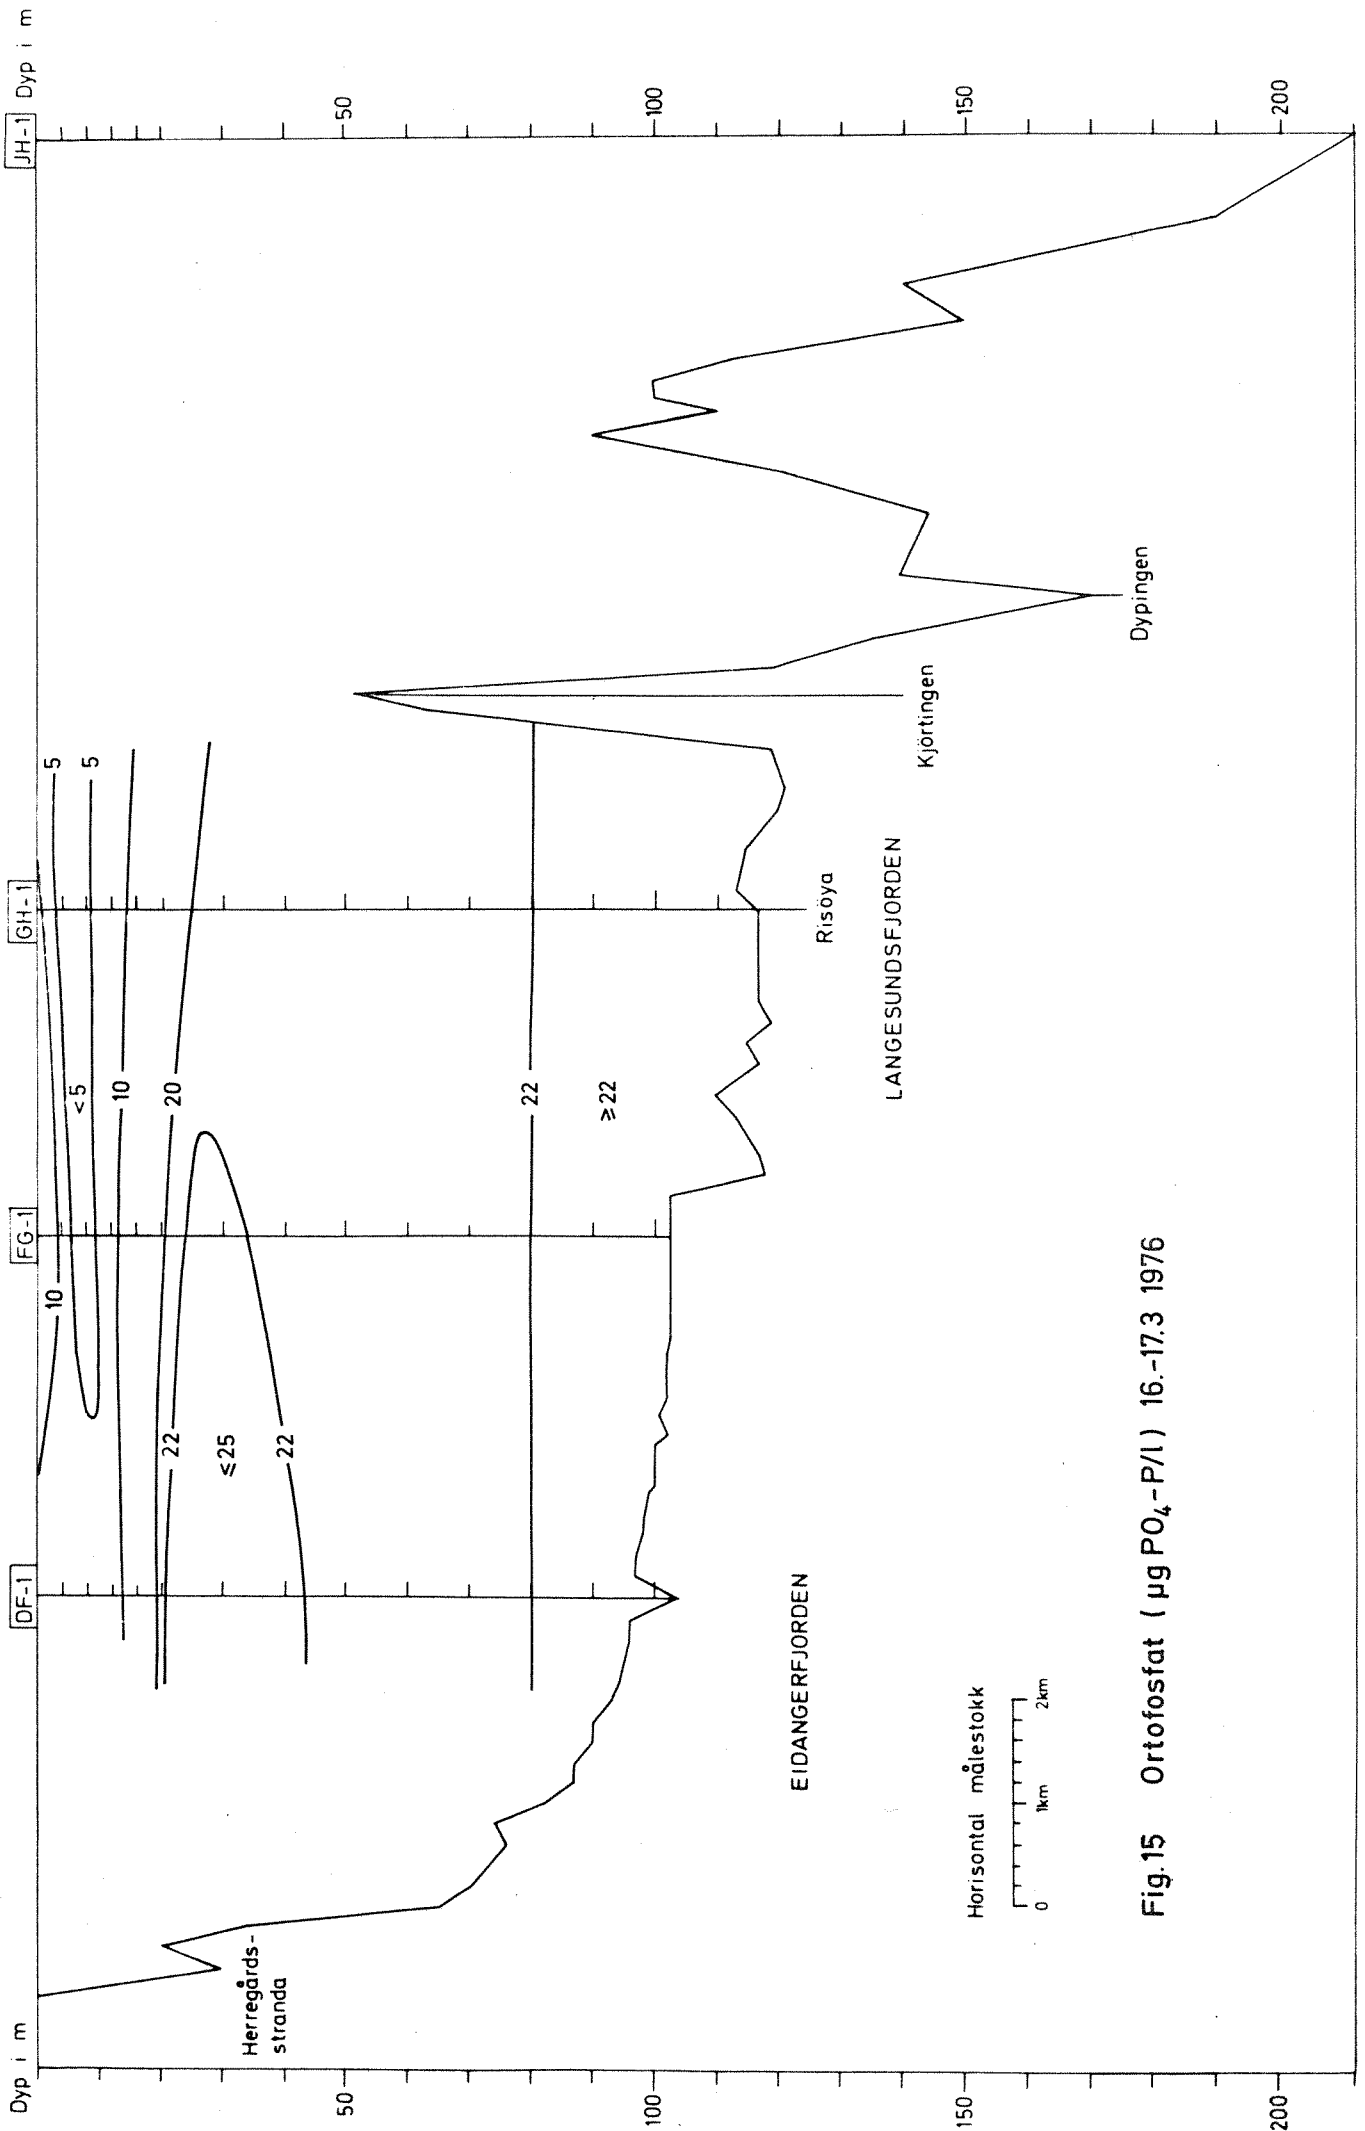 Dyp i m
DF-1
FG-1
GH-1
JH-1
Dyp i m
10
5
5
<5
10
20
22
≤25
22
22
≥22
50
100
150
200
50
100
150
200
Herregårds-
stranda
EIDANGERFJORDEN
LANGESUNDSFJORDEN
Risöya
Kjörtingen
Dypingen
Horisontal målestokk
0 1km 2km
Fig.15 Ortofosfat (µg PO₄-P/l) 16.-17.3 1976